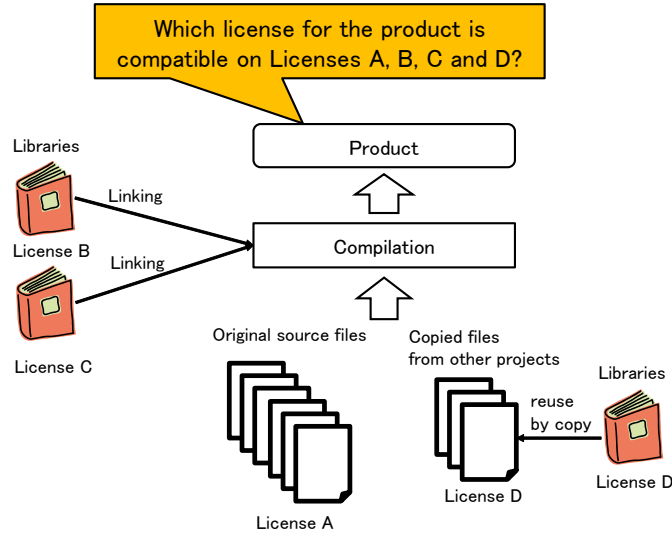 Which license for the product is
compatible on Licenses A, B, C and D?
Product
Libraries
Linking
License B
Compilation
Linking
License C
Original source files
Copied files
from other projects
Libraries
reuse
by copy
License D
License D
License A